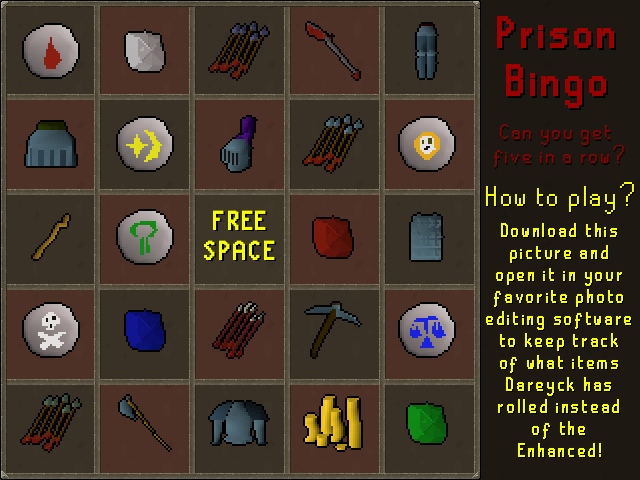 Prison
Bingo
Can you get
five in a row?
How to play?
Download this
picture and
open it in your
favorite photo
editing software
to keep track
of what items
Dareyck has
rolled instead
of the
Enhanced!
FREE
SPACE